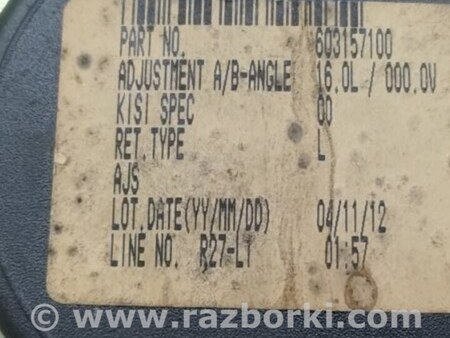 PART NO. 603157100
ADJUSTMENT A/B-ANGLE 16.0L / 000.0V
KISI SPEC 00
RET.TYPE L
AJS
LOT.DATE(YY/MM/DD) 04/11/12
LINE NO. R27-LT 01:57
© www.razborki.com